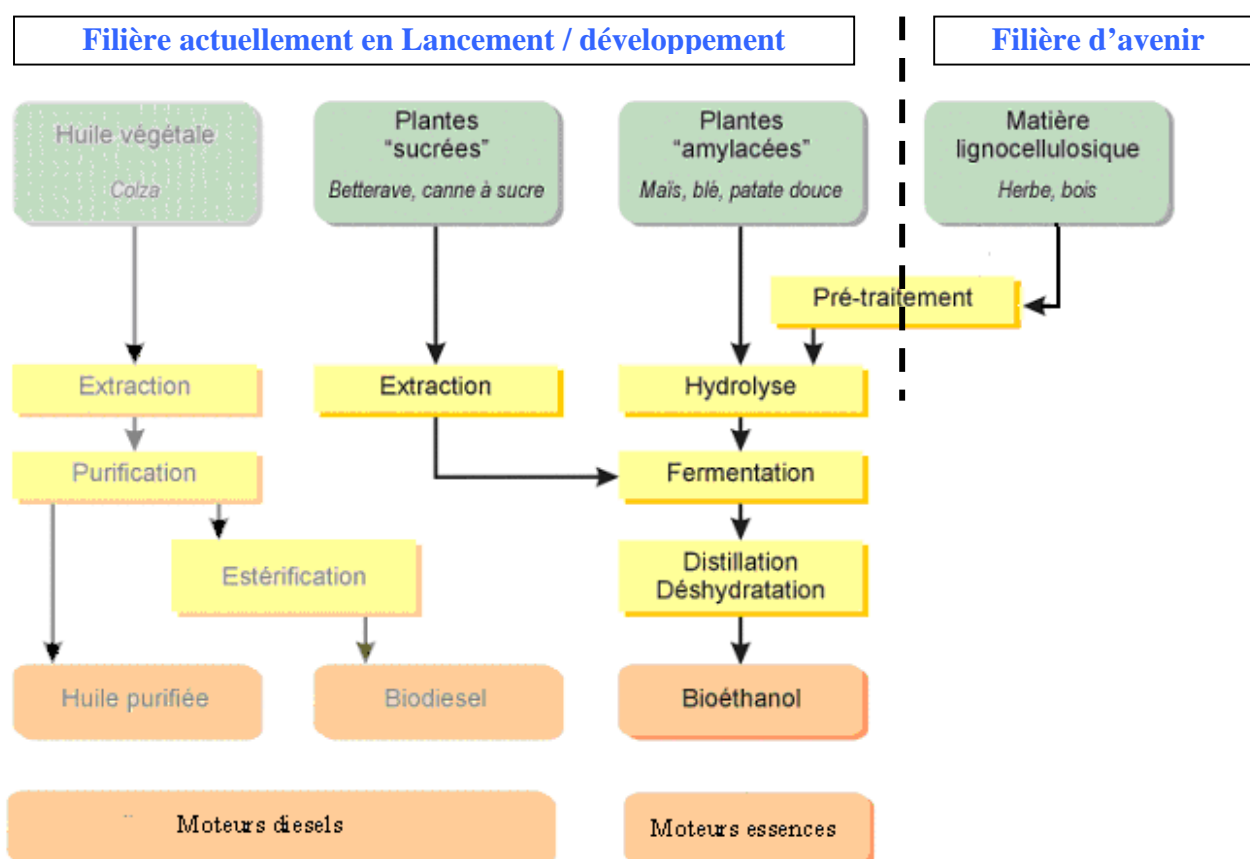 Filière actuellement en Lancement / développement
Filière d’avenir
Huile végétale
Colza
Plantes
“sucrées”
Betterave, canne à sucre
Plantes
“amylacées”
Maïs, blé, patate douce
Matière
lignocellulosique
Herbe, bois
Pré-traitement
Extraction
Extraction
Hydrolyse
Purification
Fermentation
Estérification
Distillation
Déshydratation
Huile purifiée
Biodiesel
Bioéthanol
Moteurs diesels
Moteurs essences